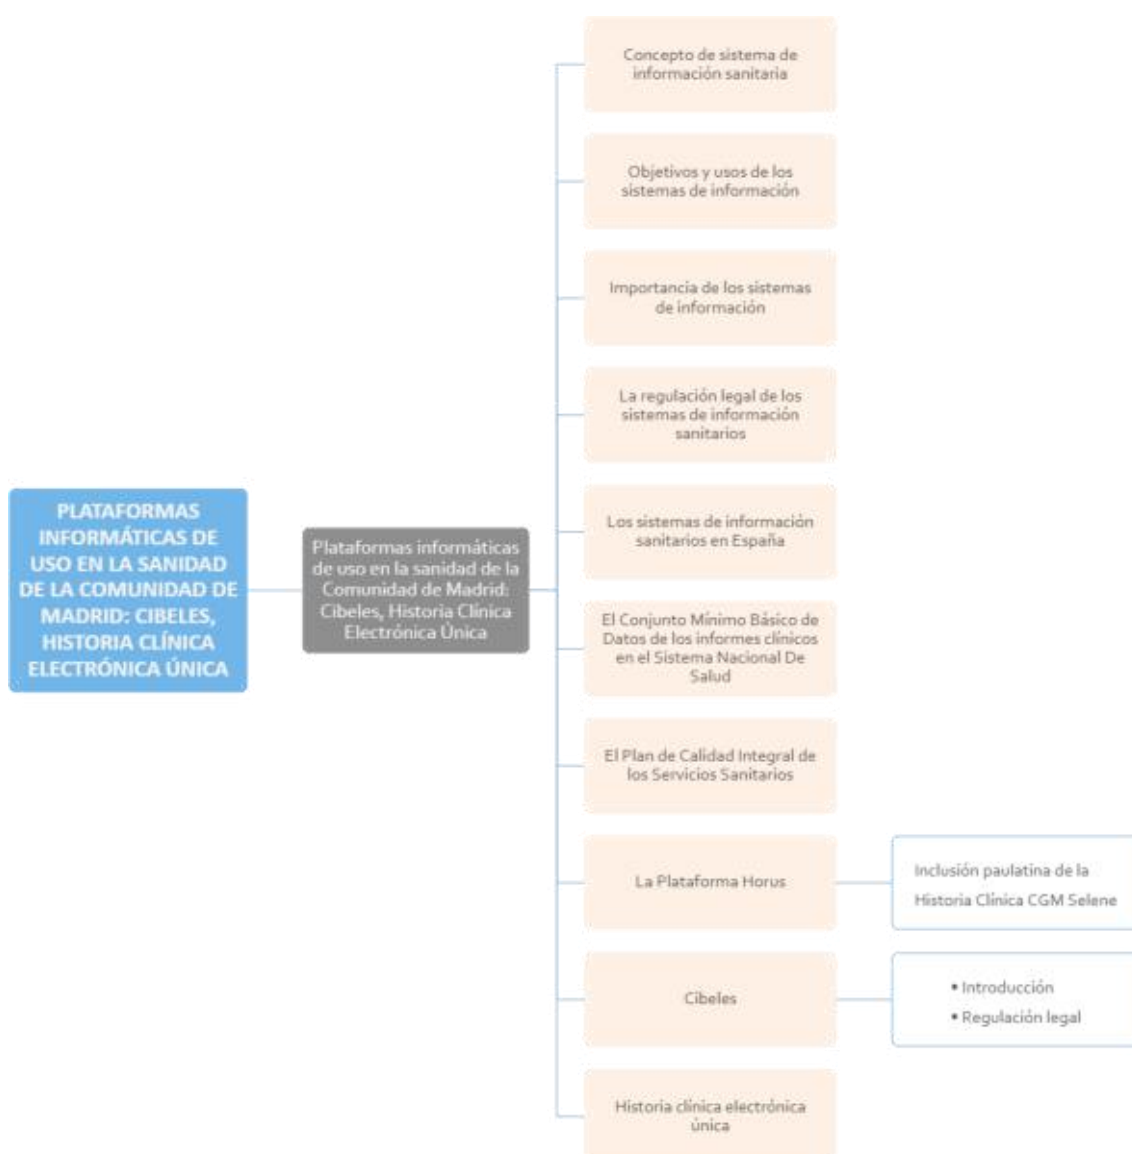 PLATAFORMAS
INFORMÁTICAS DE
USO EN LA SANIDAD
DE LA COMUNIDAD DE
MADRID: CIBELES,
HISTORIA CLÍNICA
ELECTRÓNICA ÚNICA
Plataformas informáticas
de uso en la sanidad de la
Comunidad de Madrid:
Cibeles, Historia Clínica
Electrónica Única
Concepto de sistema de
información sanitaria
Objetivos y usos de los
sistemas de información
Importancia de los sistemas
de información
La regulación legal de los
sistemas de información
sanitarios
Los sistemas de información
sanitarios en España
El Conjunto Mínimo Básico de
Datos de los informes clínicos
en el Sistema Nacional De
Salud
El Plan de Calidad Integral de
los Servicios Sanitarios
La Plataforma Horus
Inclusión paulatina de la
Historia Clínica CGM Selene
Cibeles
• Introducción
• Regulación legal
Historia clínica electrónica
única